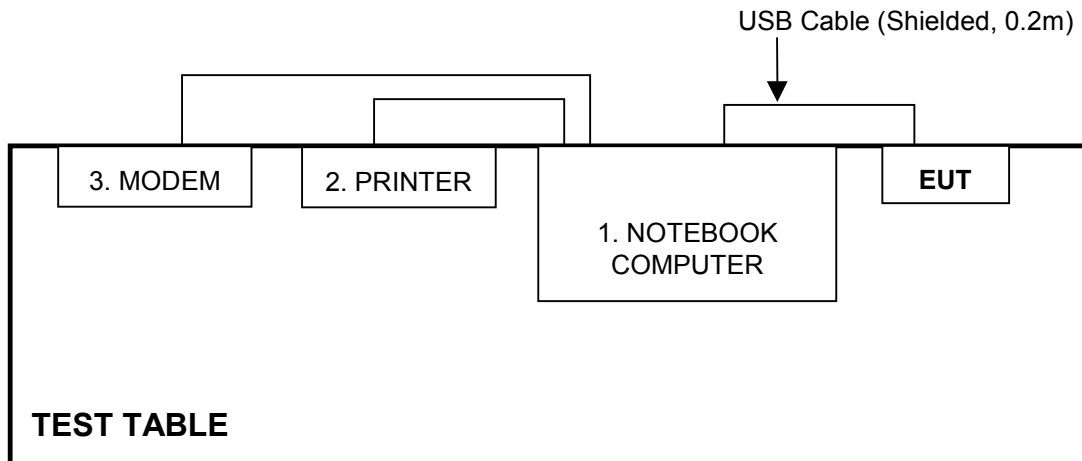 USB Cable (Shielded, 0.2m)
3. MODEM
2. PRINTER
1. NOTEBOOK
COMPUTER
EUT
TEST TABLE